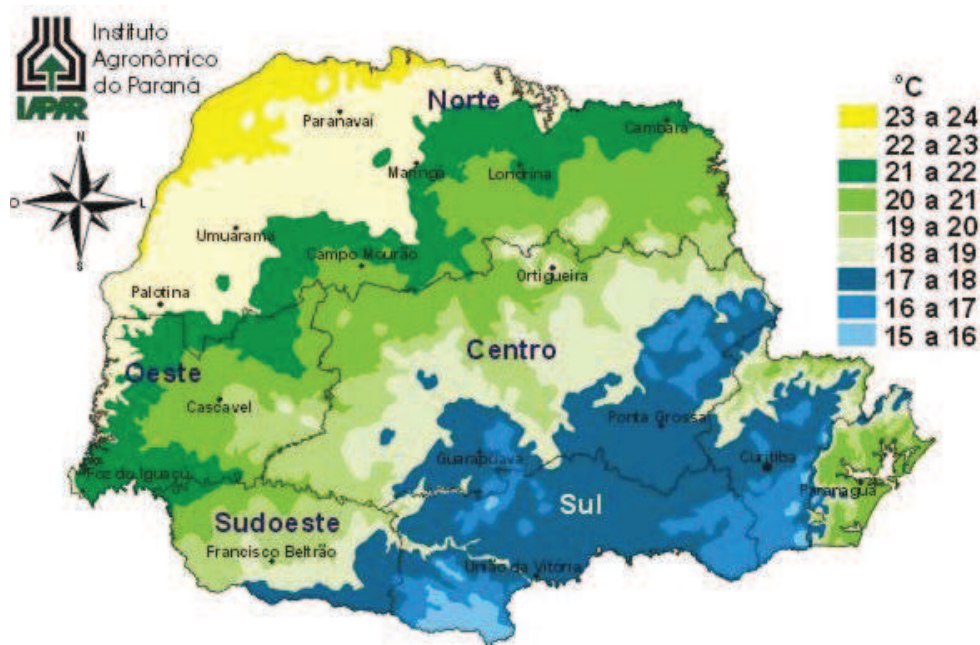 Instituto
Agronômico
do Paraná
IAPAR
N
O
L
S
°C
23 a 24
22 a 23
21 a 22
20 a 21
19 a 20
18 a 19
17 a 18
16 a 17
15 a 16
Norte
Paranavaí
Cambará
Maringá
Londrina
Umuarama
Campo Mourão
Ortigueira
Palotina
Centro
Oeste
Cascavel
Ponta Grossa
Guarapuava
Curitiba
Foz do Iguaçu
Paranaguá
Sul
Sudoeste
Francisco Beltrão
União da Vitória